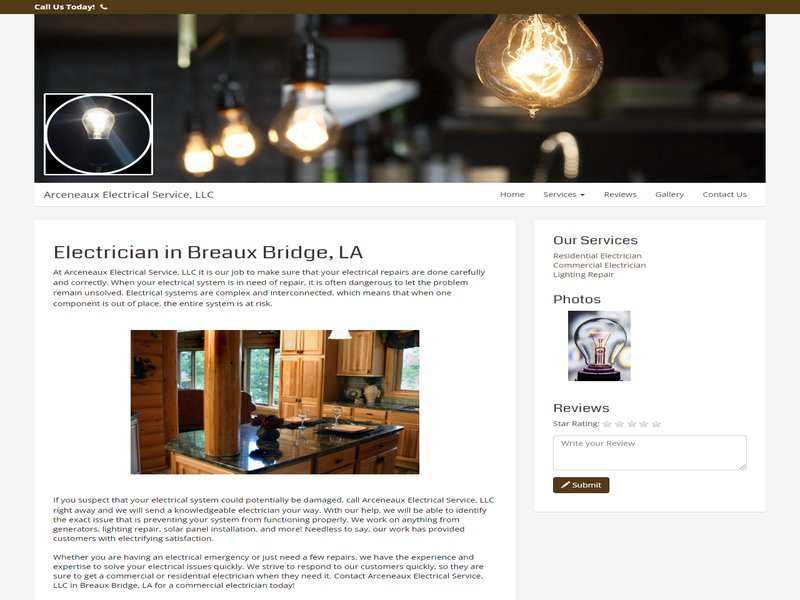 Call Us Today!
Arceneaux Electrical Service, LLC
Home Services Reviews Gallery Contact Us
Electrician in Breaux Bridge, LA
At Arceneaux Electrical Service, LLC it is our job to make sure that your electrical repairs are done carefully
and correctly. When your electrical system is in need of repair, it is often dangerous to let the problem
remain unsolved. Electrical systems are complex and interconnected, which means that when one
component is out of place, the entire system is at risk.
If you suspect that your electrical system could potentially be damaged, call Arceneaux Electrical Service, LLC
right away and we will send a knowledgeable electrician your way. With our help, we will be able to identify
the exact issue that is preventing your system from functioning properly. We work on anything from
generators, lighting repair, solar panel installation, and more! Needless to say, our work has provided
customers with electrifying satisfaction.
Whether you are having an electrical emergency or just need a few repairs, we have the experience and
expertise to solve your electrical issues quickly. We strive to respond to our customers quickly, so they are
sure to get a commercial or residential electrician when they need it. Contact Arceneaux Electrical Service,
LLC in Breaux Bridge, LA for a commercial electrician today!
Our Services
Residential Electrician
Commercial Electrician
Lighting Repair
Photos
Reviews
Star Rating:
Write your Review
Submit